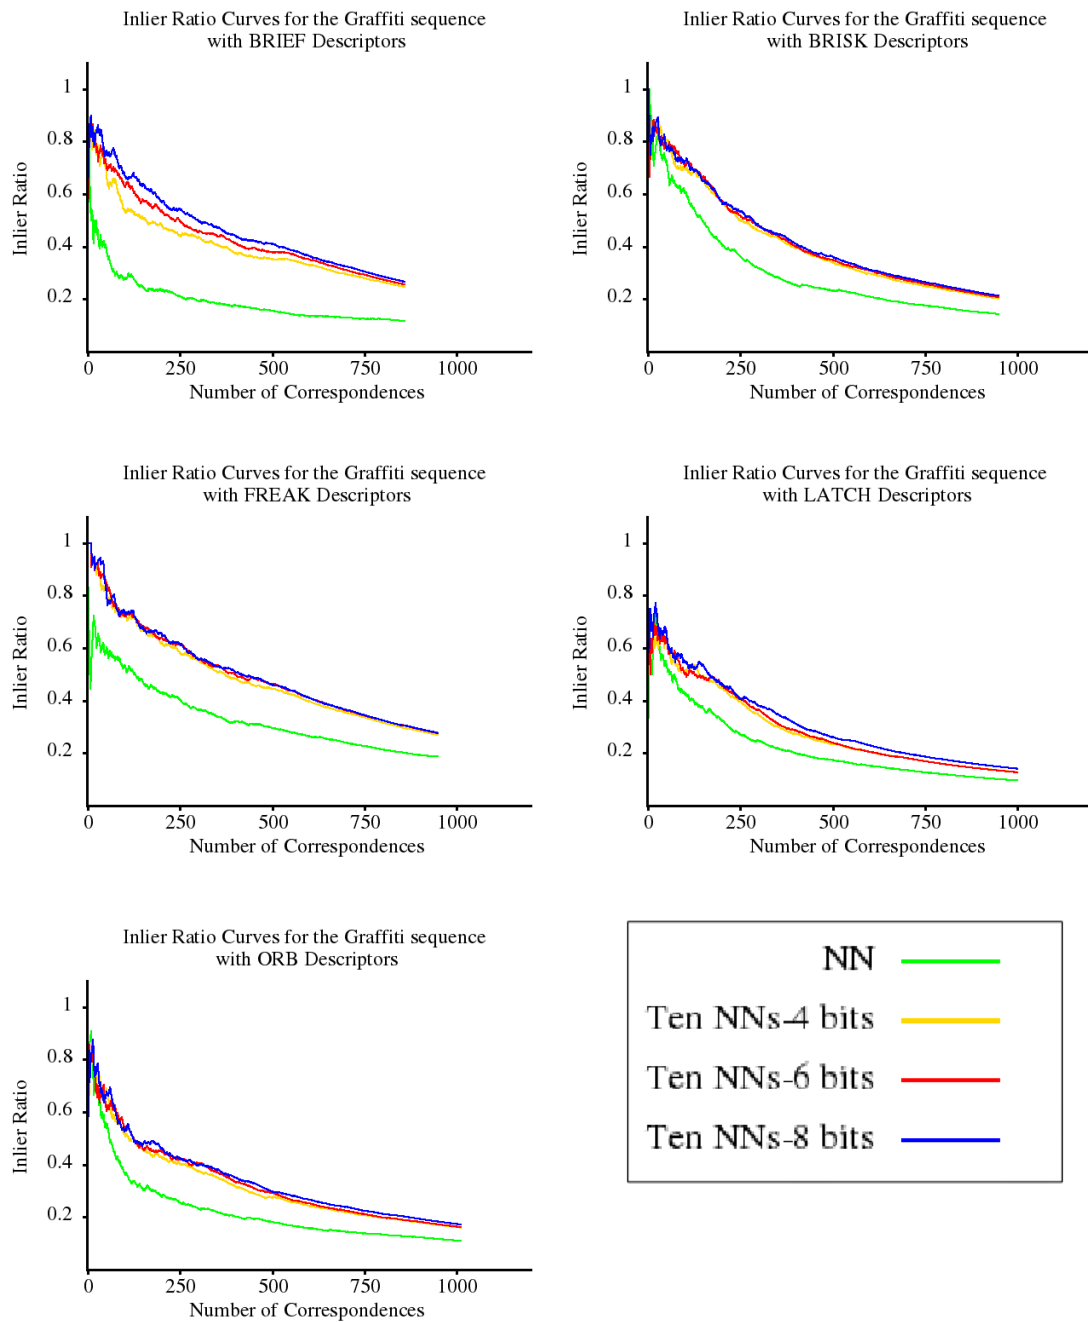 Inlier Ratio Curves for the Graffiti sequence
with BRIEF Descriptors
1
0.8
0.6
0.4
0.2
Inlier Ratio
0 250 500 750 1000
Number of Correspondences
Inlier Ratio Curves for the Graffiti sequence
with BRISK Descriptors
1
0.8
0.6
0.4
0.2
Inlier Ratio
0 250 500 750 1000
Number of Correspondences
Inlier Ratio Curves for the Graffiti sequence
with FREAK Descriptors
1
0.8
0.6
0.4
0.2
Inlier Ratio
0 250 500 750 1000
Number of Correspondences
Inlier Ratio Curves for the Graffiti sequence
with LATCH Descriptors
1
0.8
0.6
0.4
0.2
Inlier Ratio
0 250 500 750 1000
Number of Correspondences
Inlier Ratio Curves for the Graffiti sequence
with ORB Descriptors
1
0.8
0.6
0.4
0.2
Inlier Ratio
0 250 500 750 1000
Number of Correspondences
NN
Ten NNs-4 bits
Ten NNs-6 bits
Ten NNs-8 bits